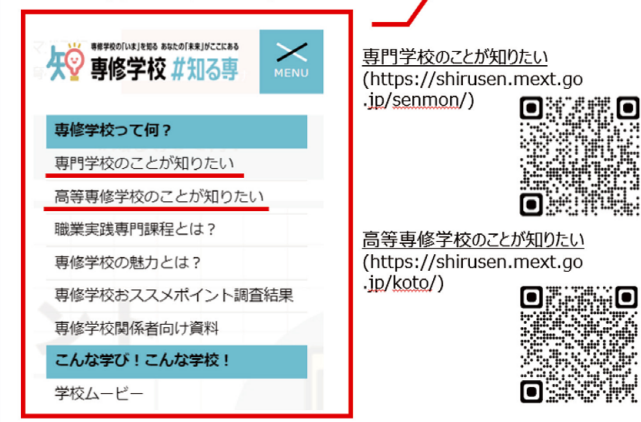 専修学校の「いま」を知る あなたの「未来」がここにある
専修学校 #知る専
MENU
専修学校って何？
専門学校のことが知りたい
高等専修学校のことが知りたい
職業実践専門課程とは？
専修学校の魅力とは？
専修学校おススメポイント調査結果
専修学校関係者向け資料
こんな学び！こんな学校！
学校ムービー
専門学校のことが知りたい
(https://shirusen.mext.go
.jp/senmon/)
高等専修学校のことが知りたい
(https://shirusen.mext.go
.jp/koto/)